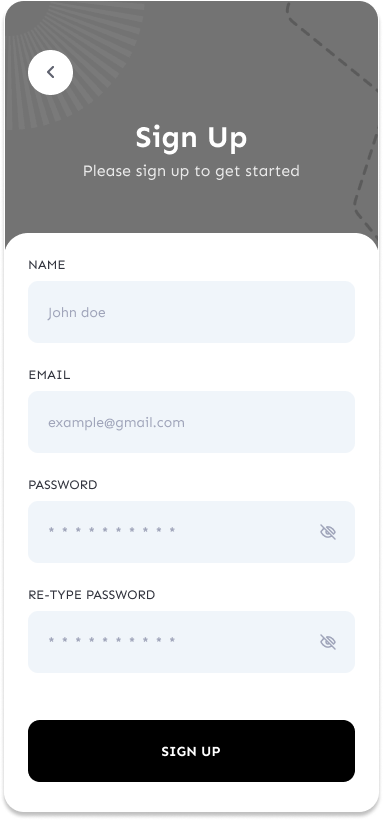 Sign Up
Please sign up to get started
NAME
John doe
EMAIL
example@gmail.com
PASSWORD
* * * * * * * * * *
RE-TYPE PASSWORD
* * * * * * * * * *
SIGN UP